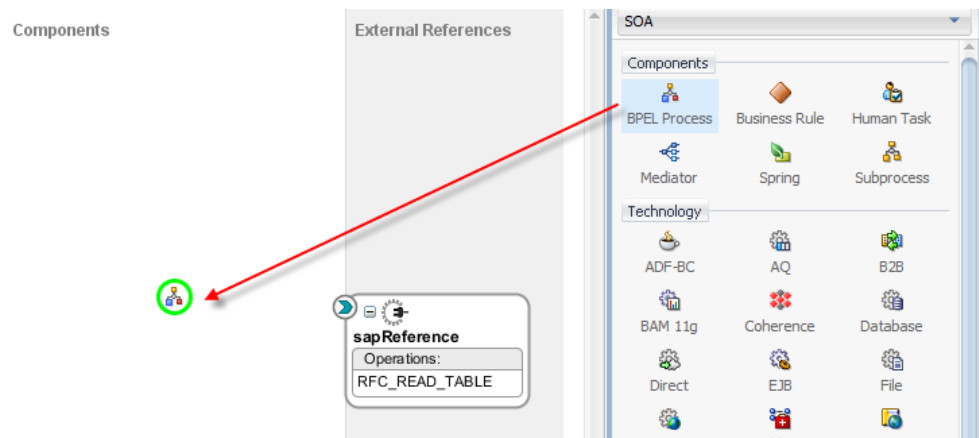 Components
External References
sapReference
Operations:
RFC_READ_TABLE
SOA
Components
BPEL Process Business Rule Human Task
Mediator Spring Subprocess
Technology
ADF-BC AQ B2B
BAM 11g Coherence Database
Direct EJB File